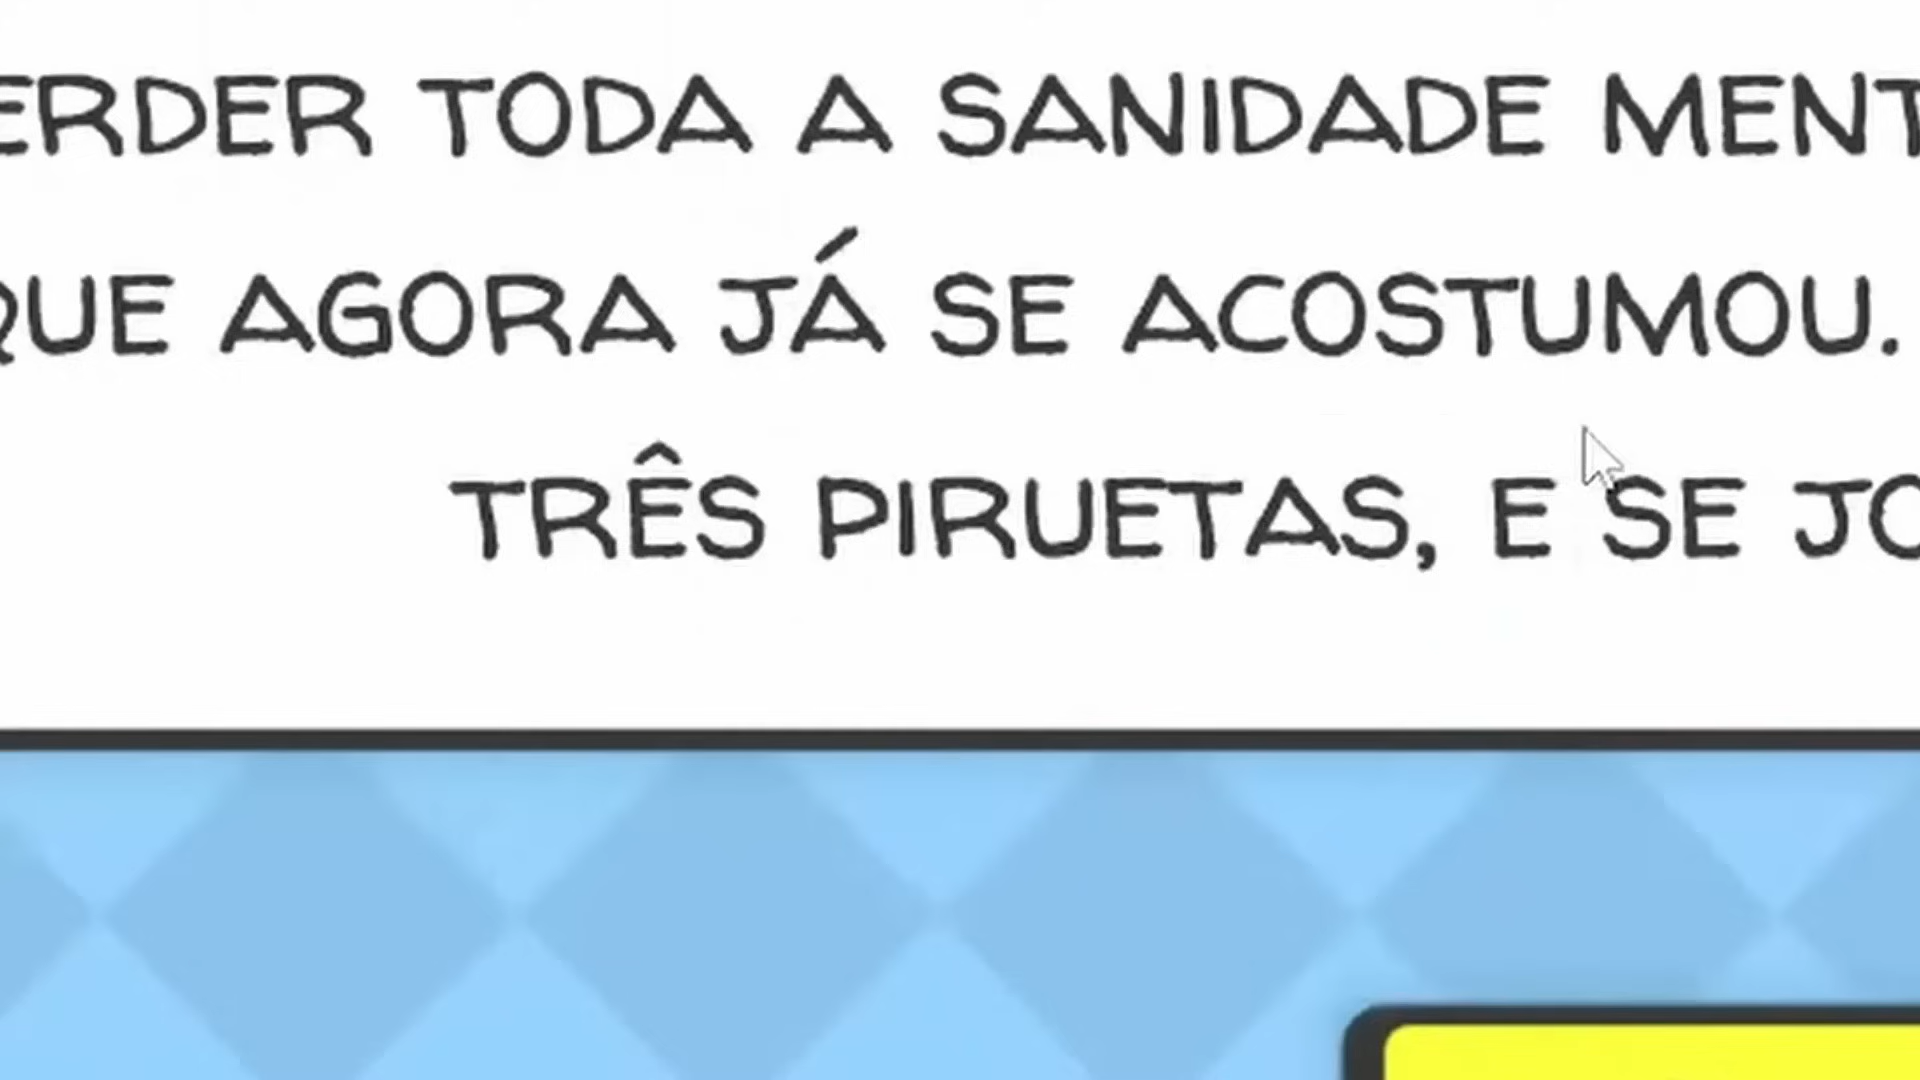 ERDER TODA A SANIDADE MENT
QUE AGORA JÁ SE ACOSTUMOU.
TRÊS PIRUETAS, E SE JO